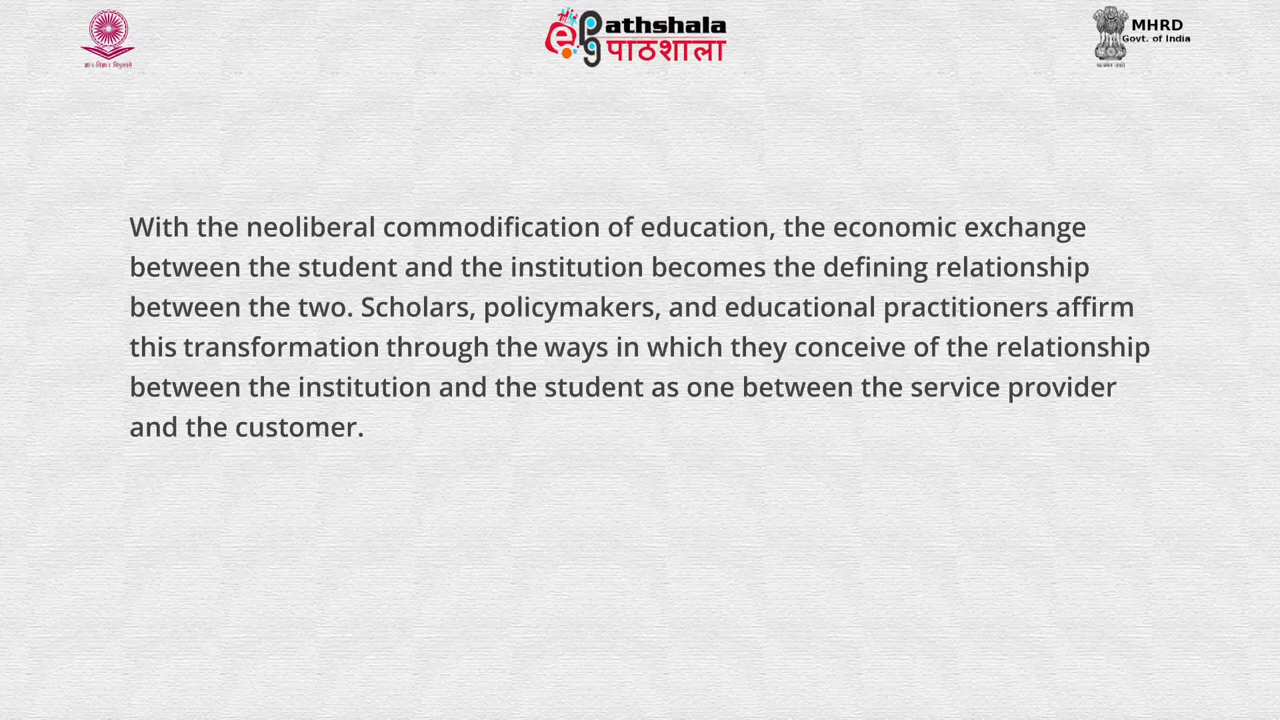 ePathshala
पाठशाला
MHRD
Govt. of India
With the neoliberal commodification of education, the economic exchange
between the student and the institution becomes the defining relationship
between the two. Scholars, policymakers, and educational practitioners affirm
this transformation through the ways in which they conceive of the relationship
between the institution and the student as one between the service provider
and the customer.